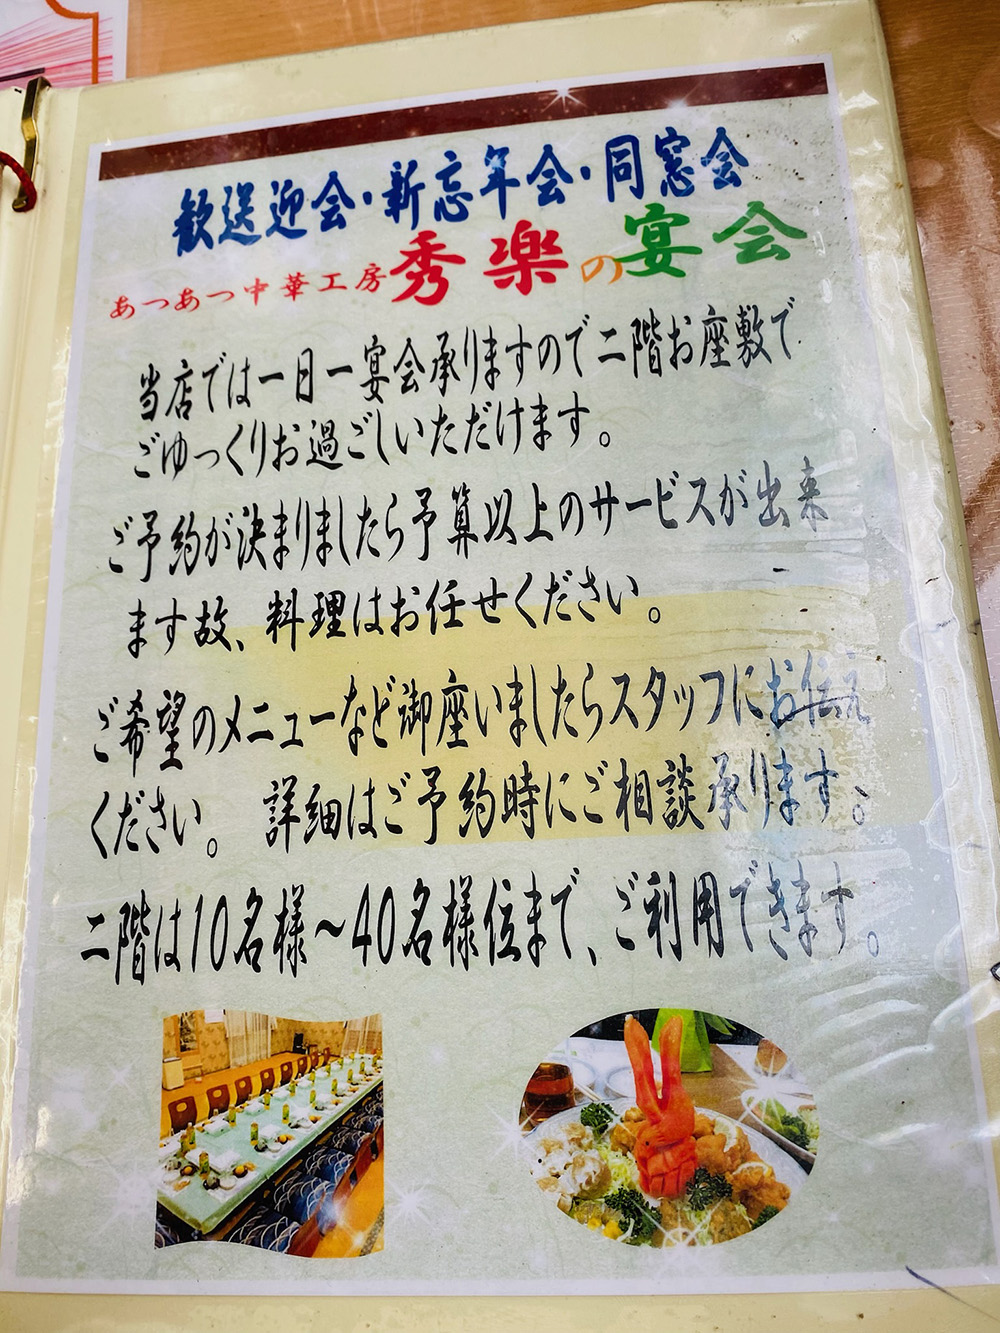 歓送迎会・新忘年会・同窓会
あつあつ中華工房秀楽の宴会
当店では一日一宴会承りますので二階お座敷で
ごゆっくりお過ごしいただけます。
ご予約が決まりましたら予算以上のサービスが出来
ます故、料理はお任せください。
ご希望のメニューなど御座いましたらスタッフにお伝え
ください。 詳細はご予約時にご相談承ります。
二階は10名様～40名様位まで、ご利用できます。